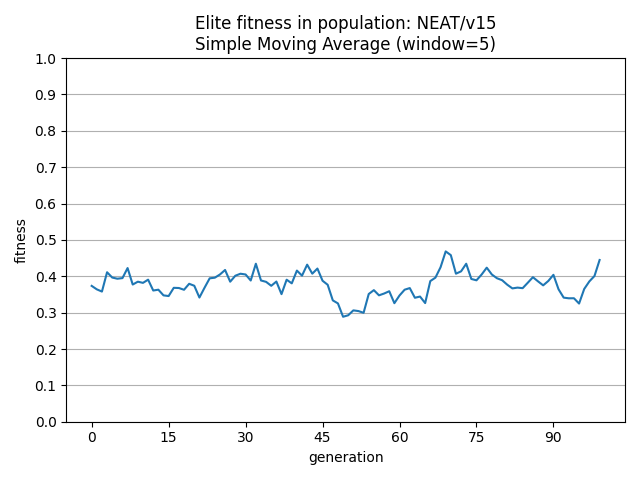 Elite fitness in population: NEAT/v15
Simple Moving Average (window=5)
1.0
0.9
0.8
0.7
0.6
0.5
0.4
0.3
0.2
0.1
0.0
fitness
0 15 30 45 60 75 90
generation